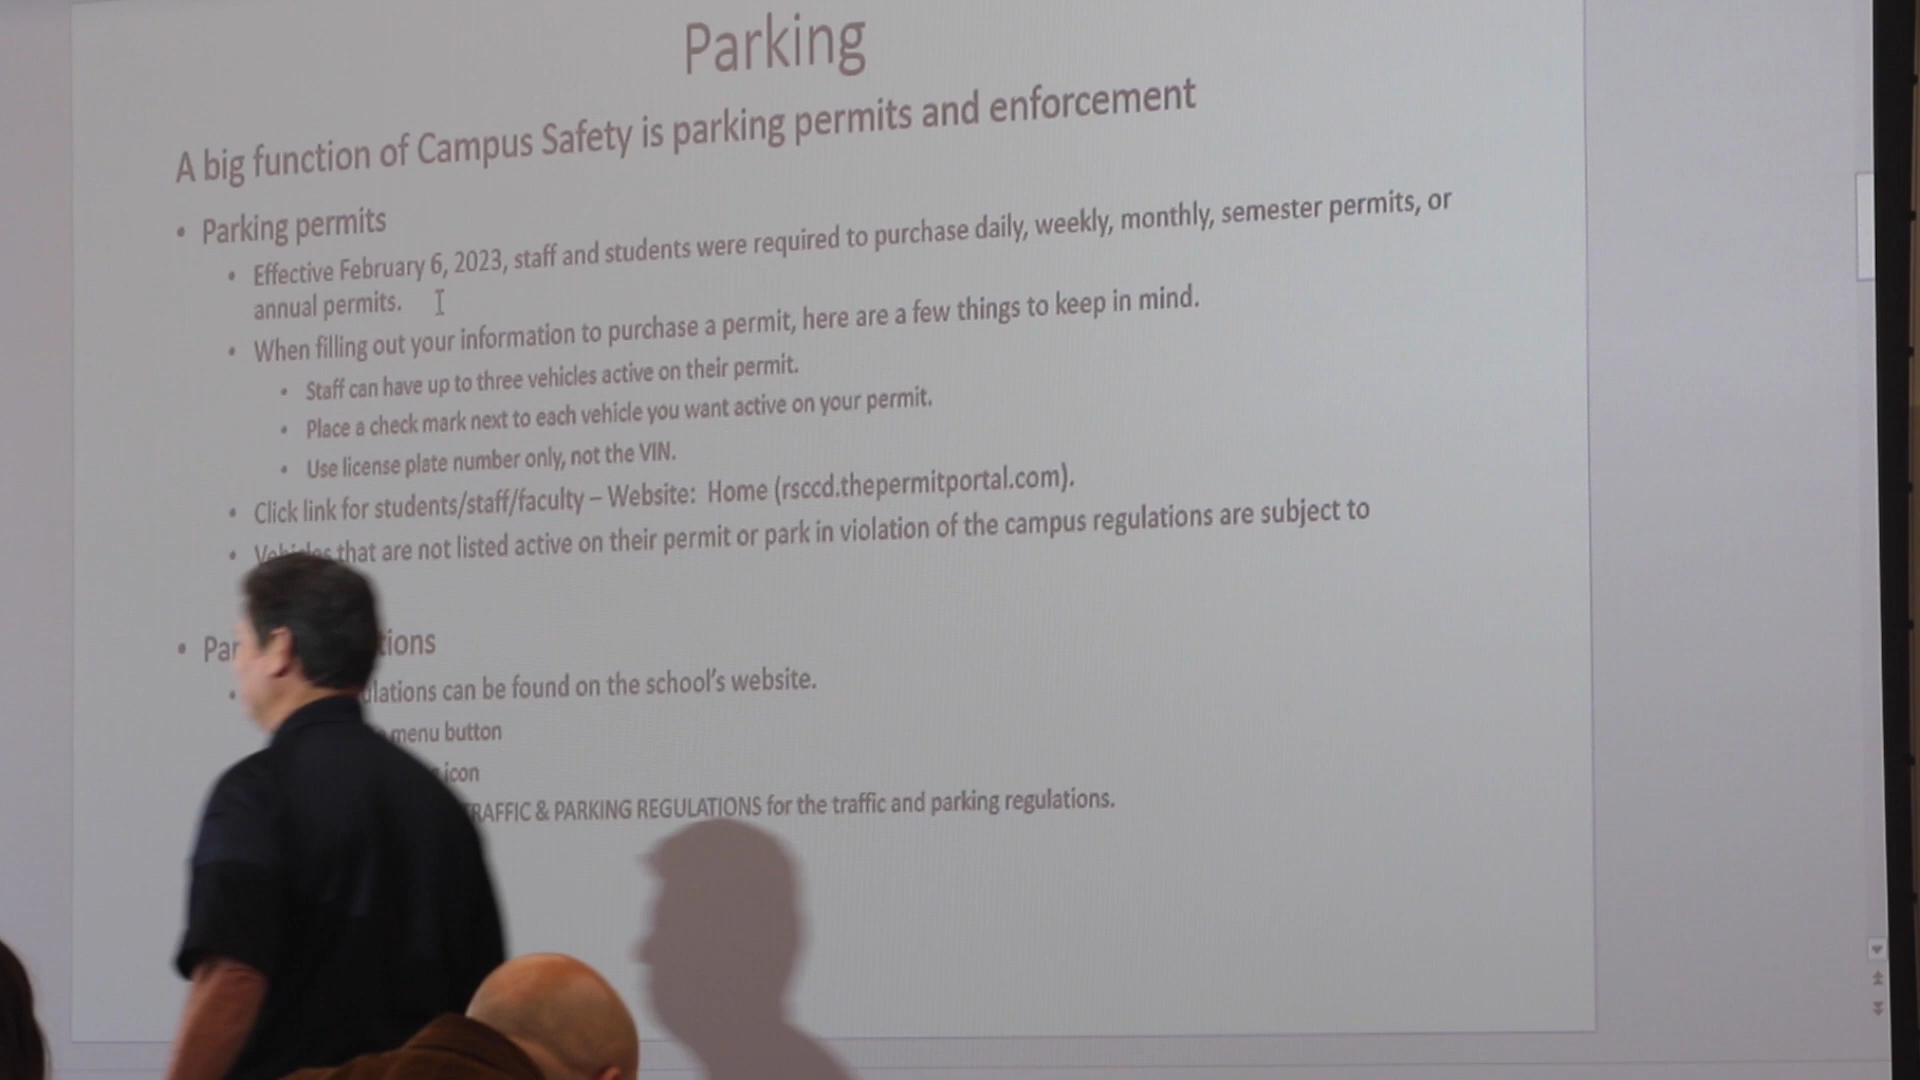 Parking
A big function of Campus Safety is parking permits and enforcement
• Parking permits
• Effective February 6, 2023, staff and students were required to purchase daily, weekly, monthly, semester permits, or
annual permits.
• When filling out your information to purchase a permit, here are a few things to keep in mind.
• Staff can have up to three vehicles active on their permit.
• Place a check mark next to each vehicle you want active on your permit.
• Use license plate number only, not the VIN.
• Click link for students/staff/faculty – Website: Home (rsccd.thepermitportal.com).
• Vehicles that are not listed active on their permit or park in violation of the campus regulations are subject to
• Par tions
• lations can be found on the school's website.
menu button
icon
RAFFIC & PARKING REGULATIONS for the traffic and parking regulations.